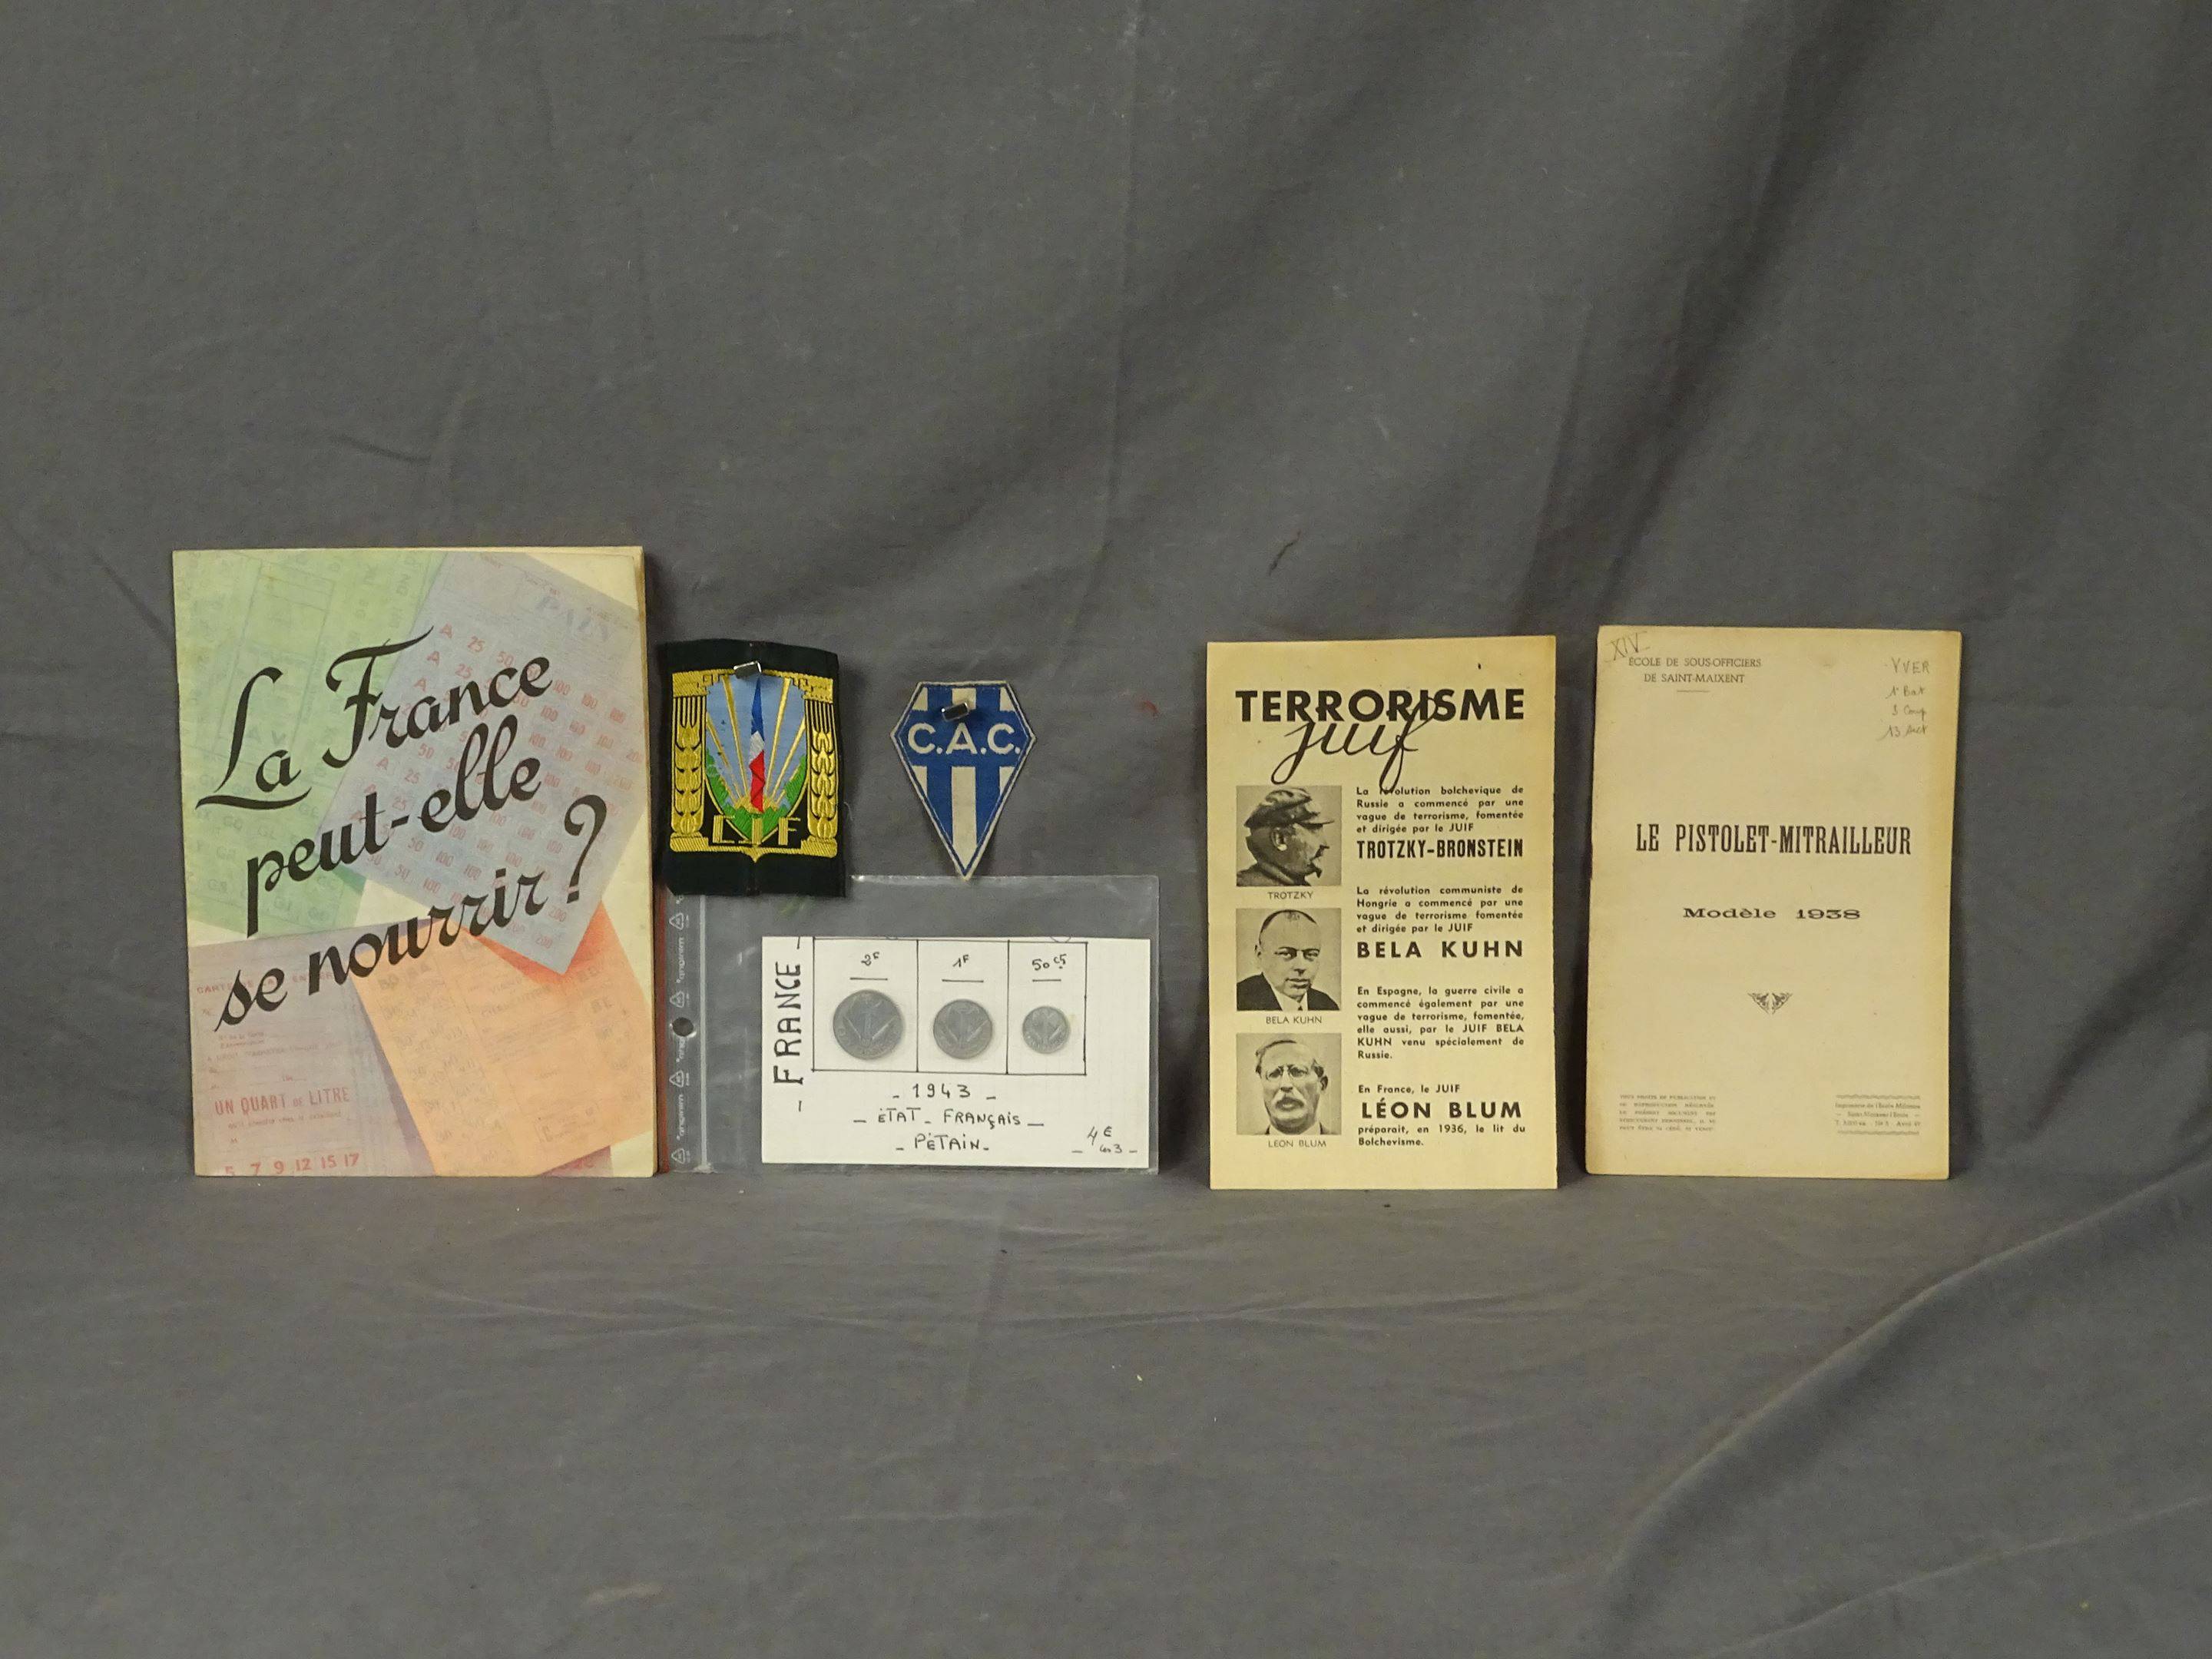 La France
peut-elle
se nourrir?
PAIN
A 25 50
UN QUART DE LITRE
5 7 9 12 15 17
C.A.C.
FRANCE
2F
1F
50 cs
- 1943 -
- ÉTAT - FRANÇAIS -
- PÉTAIN -
4€
TERRORISME
juif
La révolution bolchevique de
Russie a commencé par une
vague de terrorisme, fomentée
et dirigée par le JUIF
TROTZKY-BRONSTEIN
TROTZKY
La révolution communiste de
Hongrie a commencé par une
vague de terrorisme fomentée
et dirigée par le JUIF
BELA KUHN
BELA KUHN
En Espagne, la guerre civile a
commencé également par une
vague de terrorisme, fomentée,
elle aussi, par le JUIF BELA
KUHN venu spécialement de
Russie.
En France, le JUIF
LÉON BLUM
préparait, en 1936, le lit du
Bolchevisme.
LEON BLUM
XIV
ÉCOLE DE SOUS-OFFICIERS
DE SAINT-MAIXENT
YVER
LE PISTOLET-MITRAILLEUR
Modèle 1938